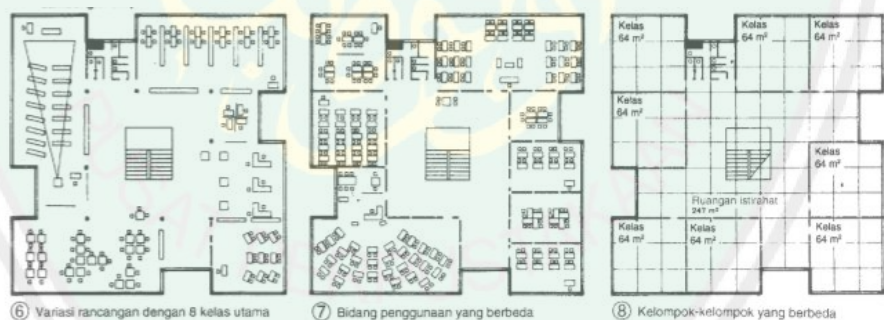 Kelas
64 m²
Kelas
64 m²
Kelas
64 m²
Kelas
64 m²
Kelas
64 m²
Ruangan istirahat
247 m²
Kelas
64 m²
Kelas
64 m²
Kelas
64 m²
⑥ Variasi rancangan dengan 8 kelas utama
⑦ Bidang penggunaan yang berbeda
⑧ Kelompok-kelompok yang berbeda